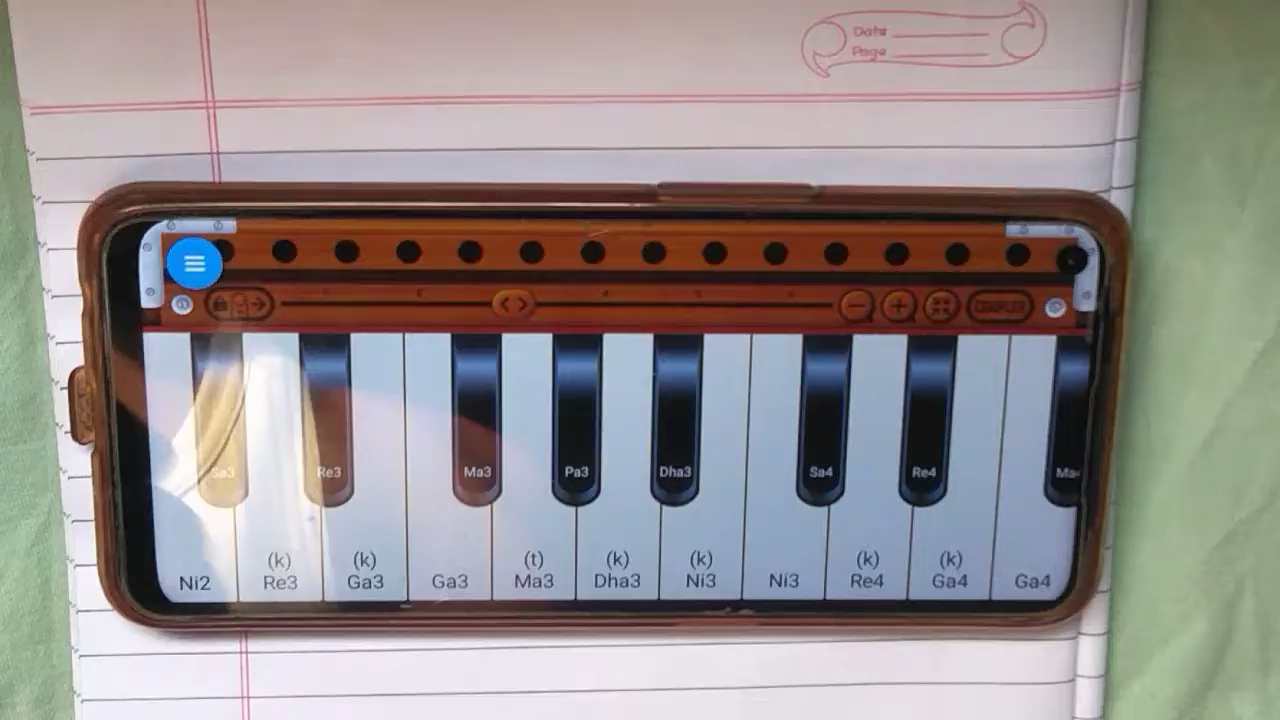 Date
Page
COUPLER
Sa3 Re3 Ma3 Pa3 Dha3 Sa4 Re4
(k) (k) (t) (k) (k) (k) (k)
Ni2 Re3 Ga3 Ga3 Ma3 Dha3 Ni3 Ni3 Re4 Ga4 Ga4